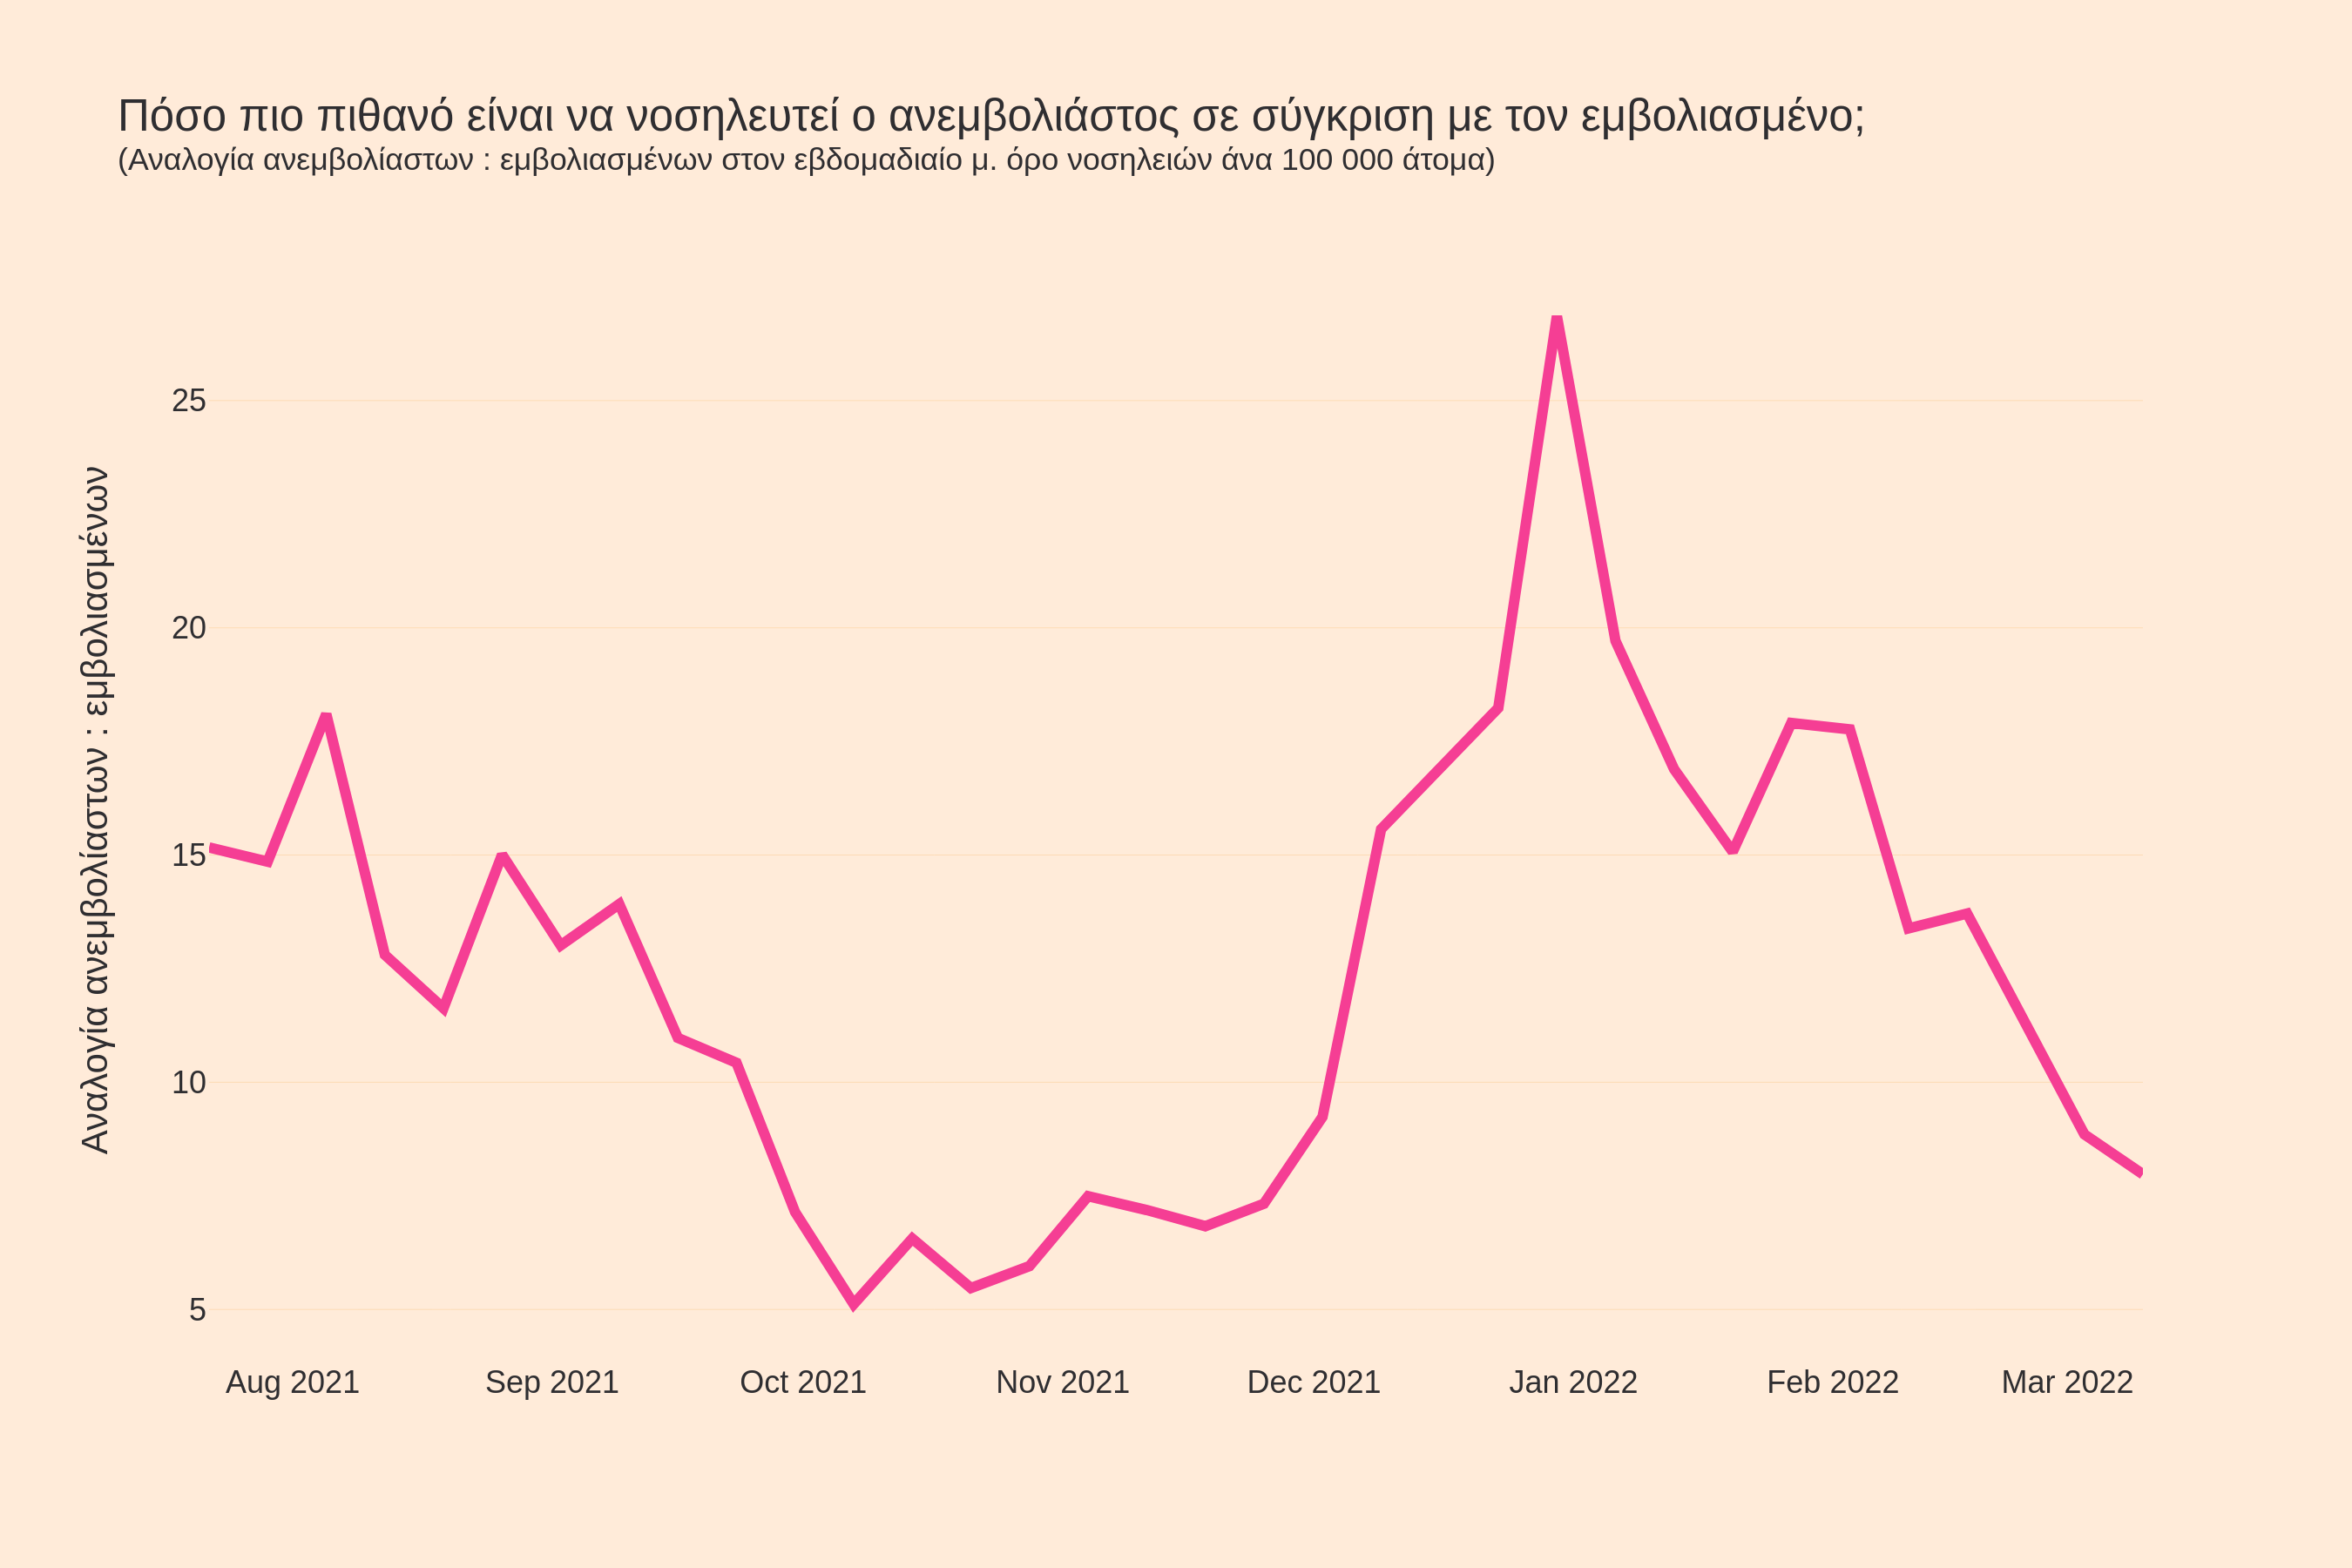 Πόσο πιο πιθανό είναι να νοσηλευτεί ο ανεμβολιάστος σε σύγκριση με τον εμβολιασμένο;
(Αναλογία ανεμβολίαστων : εμβολιασμένων στον εβδομαδιαίο μ. όρο νοσηλειών άνα 100 000 άτομα)
Αναλογία ανεμβολίαστων : εμβολιασμένων
25
20
15
10
5
Aug 2021
Sep 2021
Oct 2021
Nov 2021
Dec 2021
Jan 2022
Feb 2022
Mar 2022